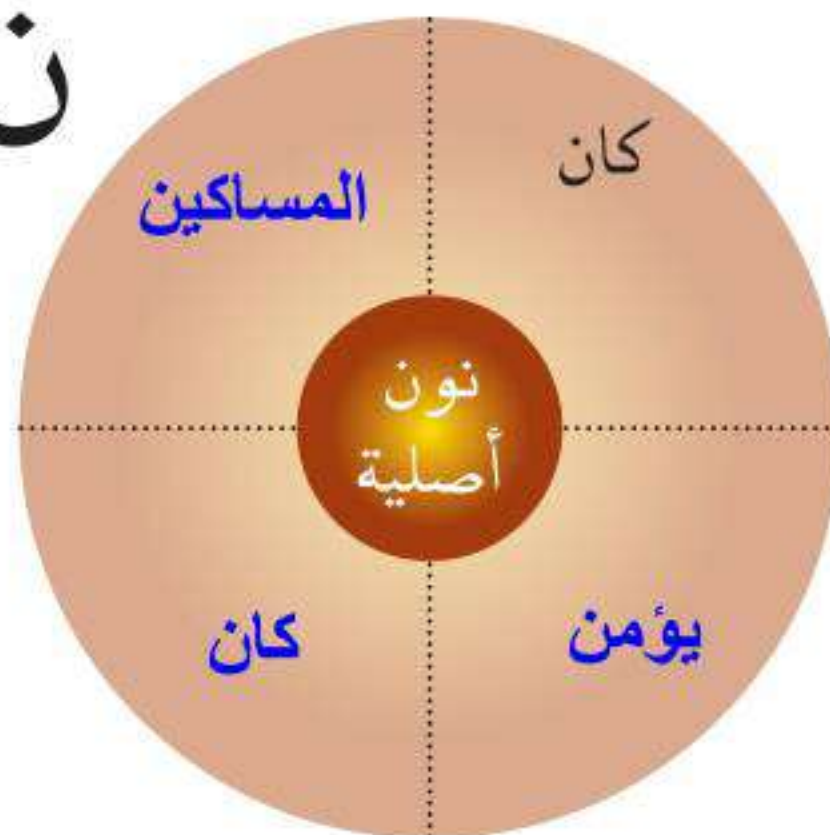 ن
كان
المساكين
نون
أصلية
يؤمن
كان